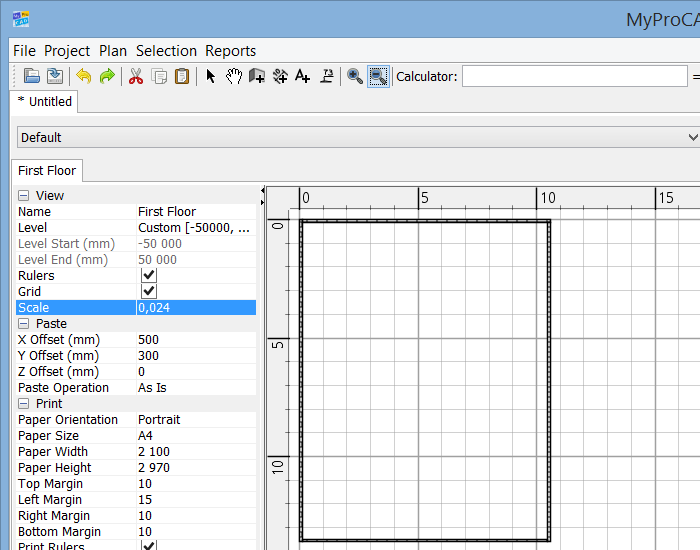 MyProCA
File Project Plan Selection Reports
Calculator: =
* Untitled
Default
First Floor
View
Name First Floor
Level Custom [-50000, ...
Level Start (mm) -50 000
Level End (mm) 50 000
Rulers
Grid
Scale 0,024
Paste
X Offset (mm) 500
Y Offset (mm) 300
Z Offset (mm) 0
Paste Operation As Is
Print
Paper Orientation Portrait
Paper Size A4
Paper Width 2 100
Paper Height 2 970
Top Margin 10
Left Margin 15
Right Margin 10
Bottom Margin 10
Print Rulers
0 5 10 15
0
5
10